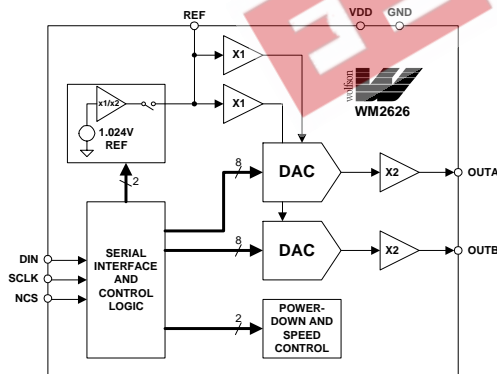 REF
VDD
GND
X1
X1
wolfson
WM2626
x1/x2
1.024V
REF
2
8
DAC
X2
OUTA
8
DAC
X2
OUTB
DIN
SCLK
NCS
SERIAL
INTERFACE
AND
CONTROL
LOGIC
2
POWER-
DOWN AND
SPEED
CONTROL